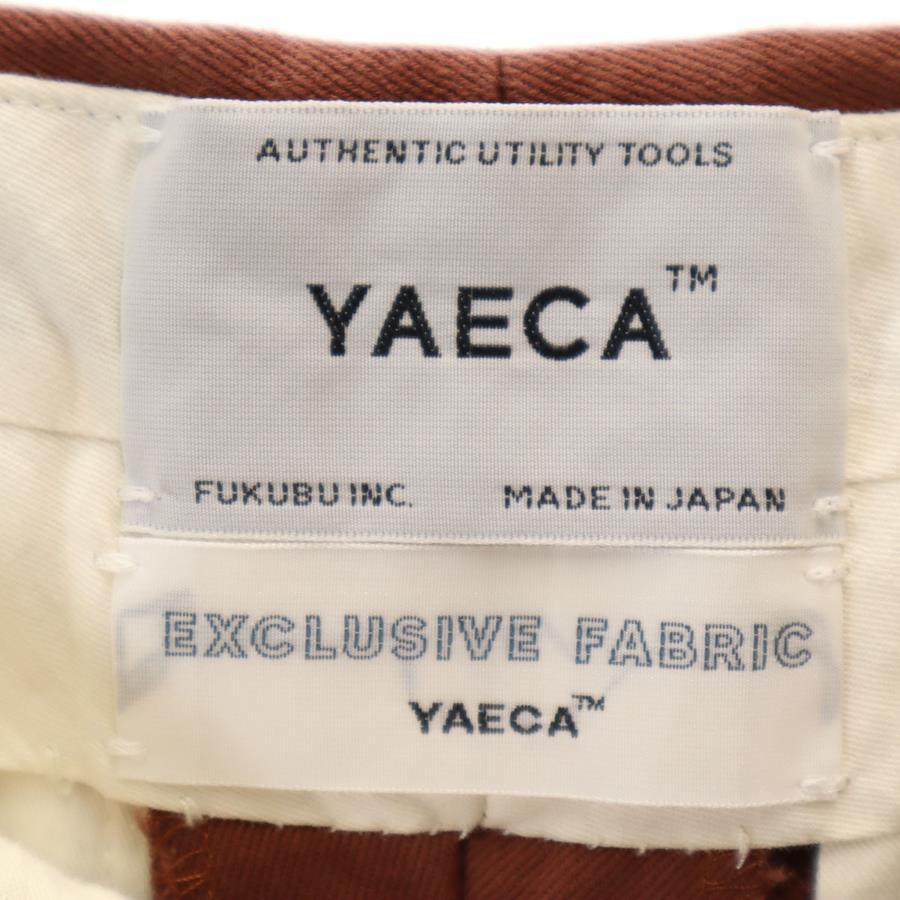 AUTHENTIC UTILITY TOOLS
YAECA™
FUKUBU INC. MADE IN JAPAN
EXCLUSIVE FABRIC
YAECA™